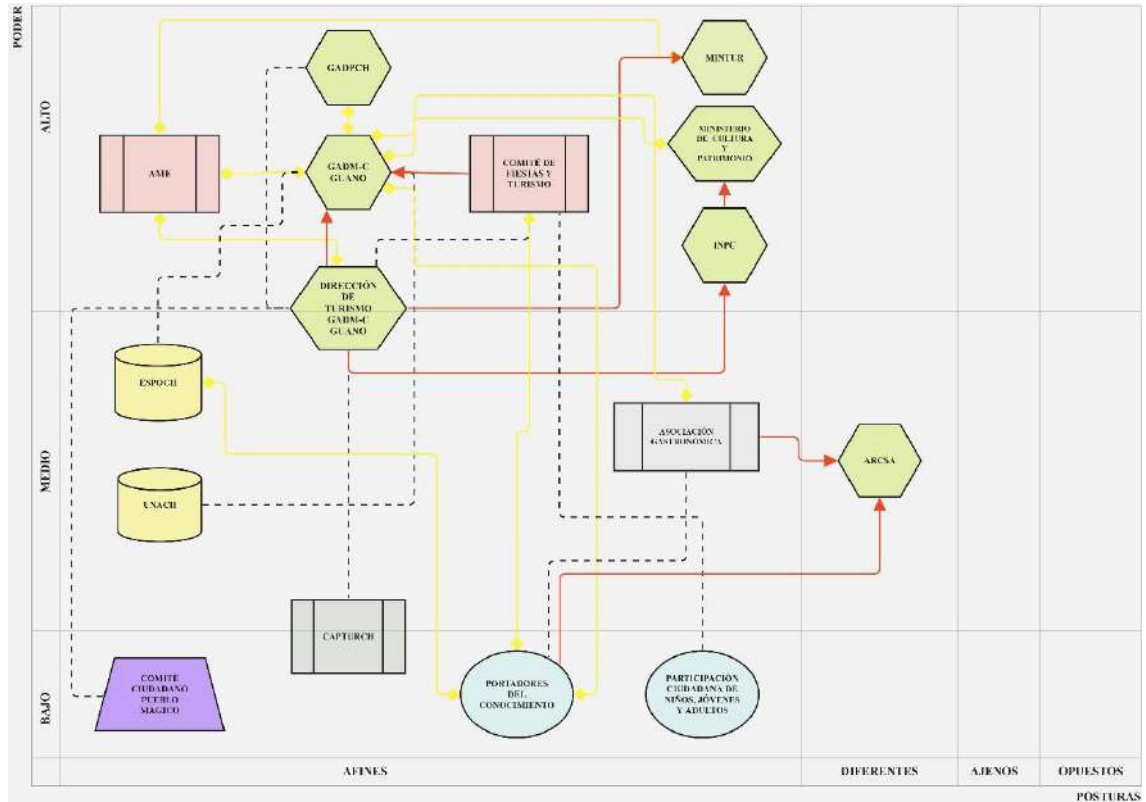 PODER
ALTO
MEDIO
BAJO
GADPCH
MINTUR
AME
GADM-C
GUANO
COMITÉ DE
FIESTAS Y
TURISMO
MINISTERIO
DE CULTURA
Y
PATRIMONIO
INPC
DIRECCIÓN
DE
TURISMO
GADM-C
GUANO
ESPOCH
ASOCIACIÓN
GASTRONOMICA
ARCSA
UNACH
CAPTURCH
COMITÉ
CIUDADANO
PUEBLO
MAGICO
PORTADORES
DEL
CONOCIMIENTO
PARTICIPACIÓN
CIUDADANA DE
NIÑOS, JÓVENES
Y ADULTOS
AFINES
DIFERENTES
AJENOS
OPUESTOS
POSTURAS